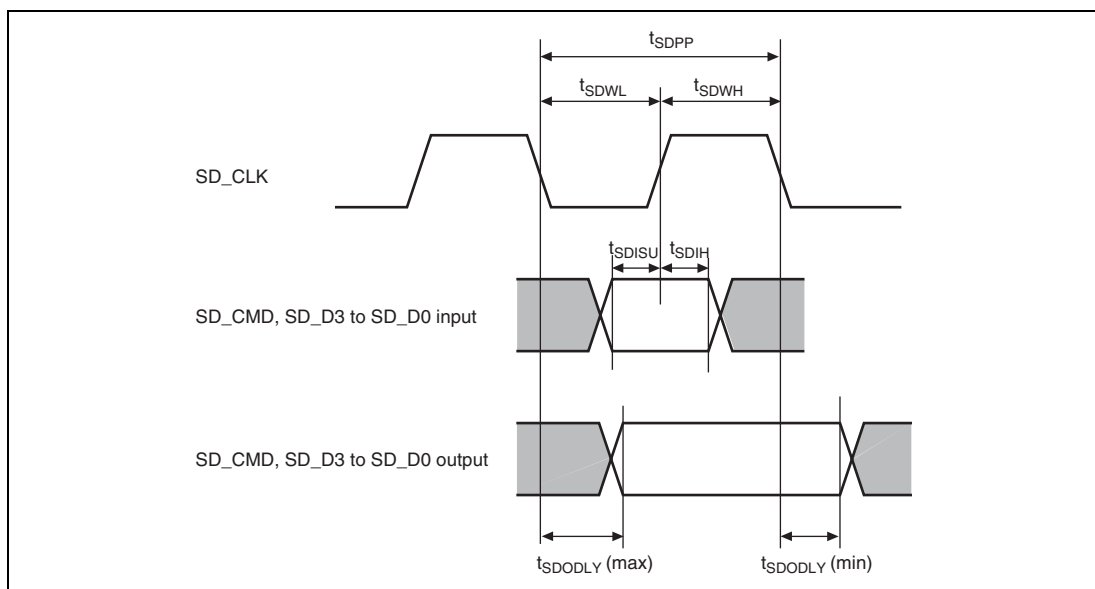 tSDPP
tSDWL tSDWH
SD_CLK
tSDISU tSDIH
SD_CMD, SD_D3 to SD_D0 input
SD_CMD, SD_D3 to SD_D0 output
tSDODLY (max) tSDODLY (min)